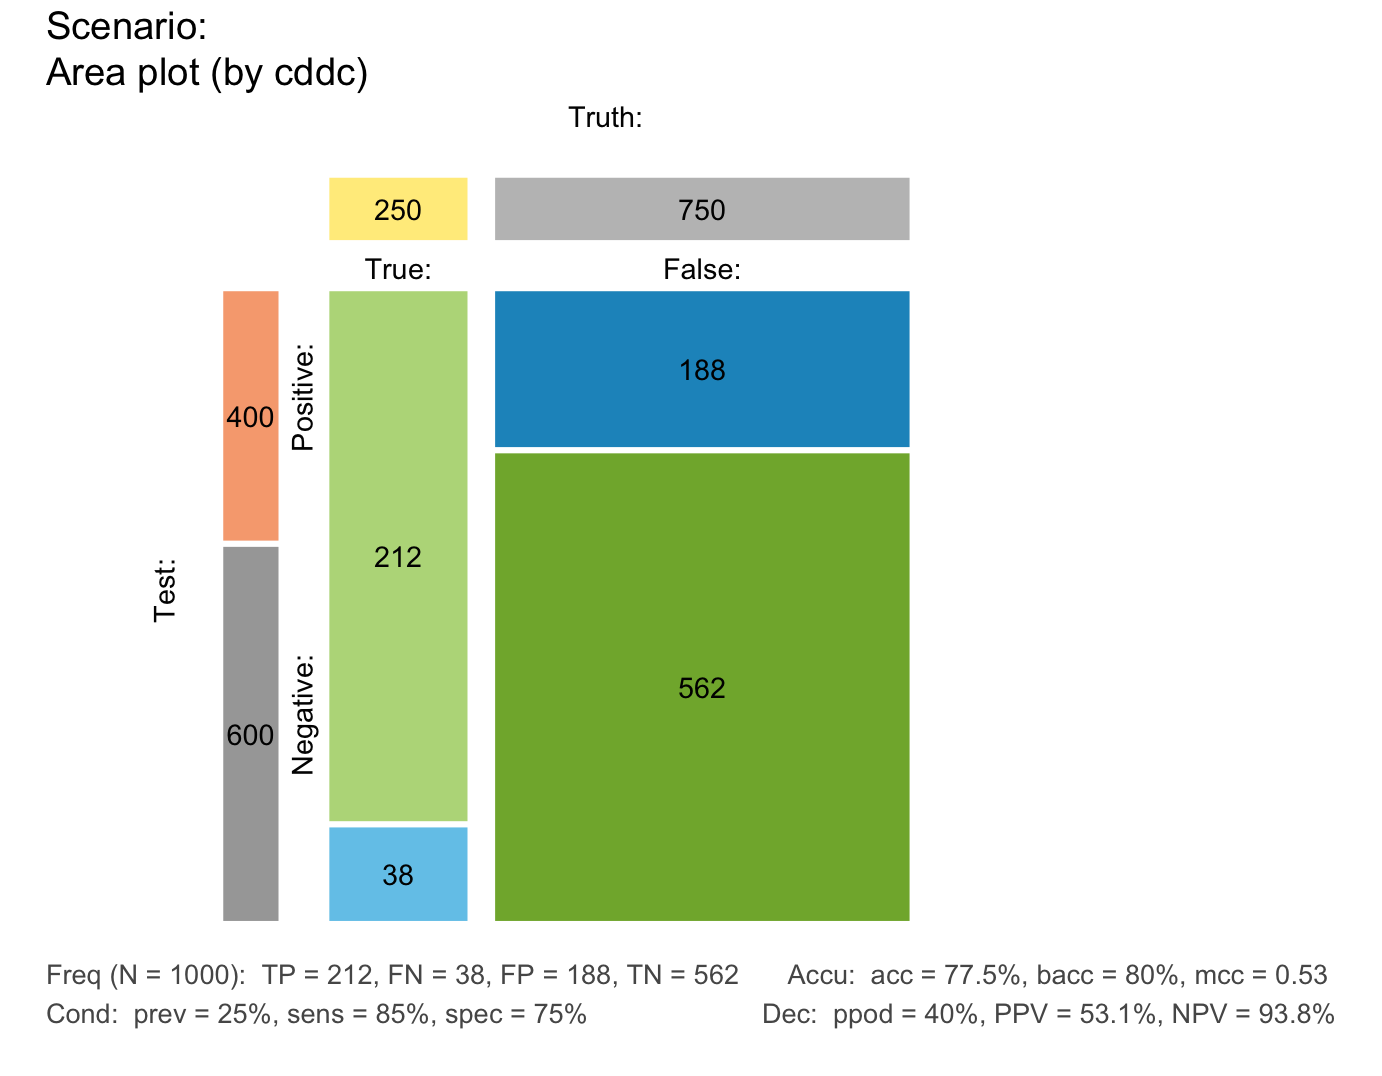 Scenario:
Area plot (by cddc)
Truth:
250
750
True:
False:
Test:
400
600
Positive:
Negative:
212
188
38
562
Freq (N = 1000):  TP = 212, FN = 38, FP = 188, TN = 562
Accu:  acc = 77.5%, bacc = 80%, mcc = 0.53
Cond:  prev = 25%, sens = 85%, spec = 75%
Dec:  ppod = 40%, PPV = 53.1%, NPV = 93.8%